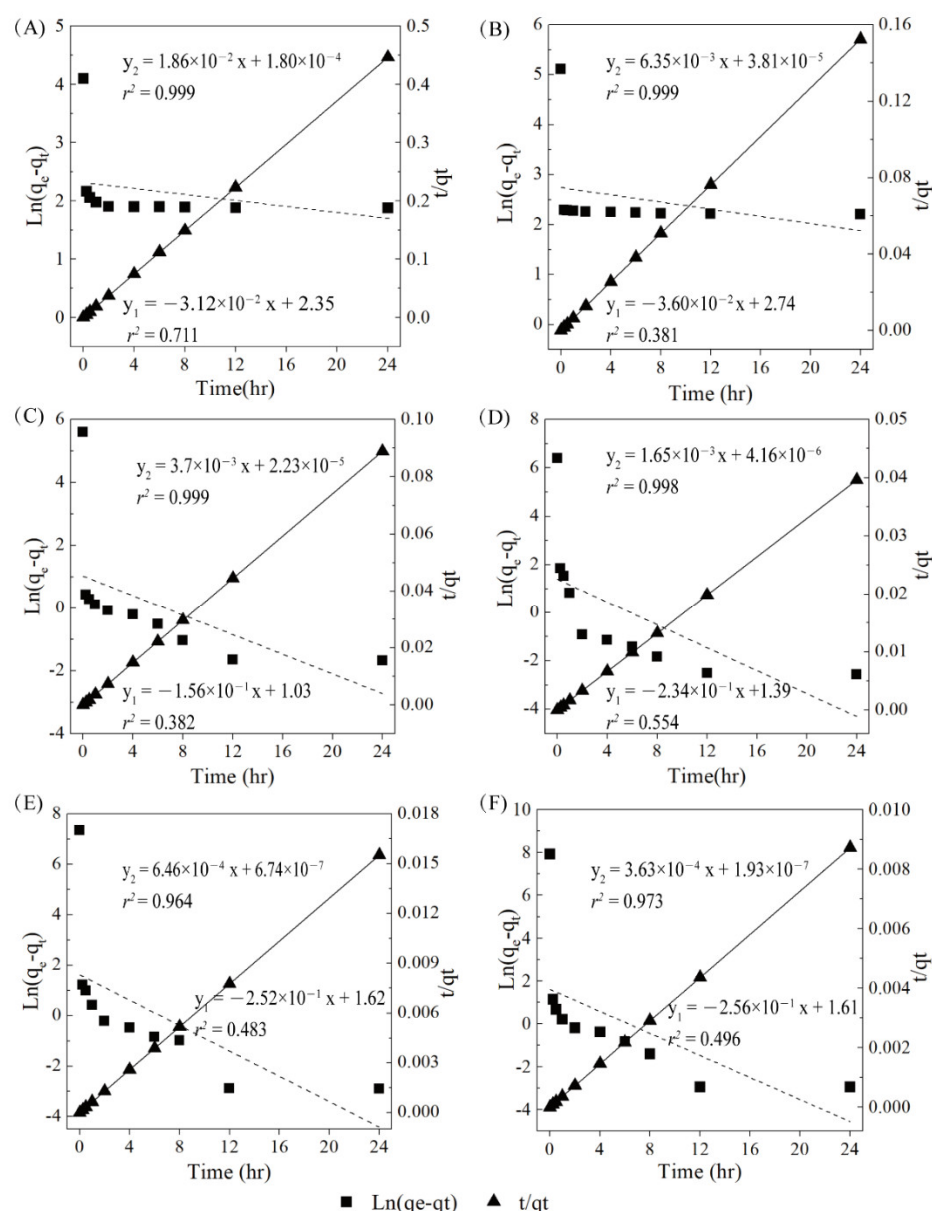 (A)
5
4
3
2
1
0
Ln(qe-qt)
y2 = 1.86×10⁻² x + 1.80×10⁻⁴
r² = 0.999
y1 = −3.12×10⁻² x + 2.35
r² = 0.711
0.5
0.4
0.3
0.2
0.1
0.0
t/qt
0 4 8 12 16 20 24
Time(hr)
(B)
6
5
4
3
2
1
0
Ln(qe-qt)
y2 = 6.35×10⁻³ x + 3.81×10⁻⁵
r² = 0.999
y1 = −3.60×10⁻² x + 2.74
r² = 0.381
0.16
0.12
0.08
0.04
0.00
t/qt
0 4 8 12 16 20 24
Time (hr)
(C)
6
4
2
0
-2
-4
Ln(qe-qt)
y2 = 3.7×10⁻³ x + 2.23×10⁻⁵
r² = 0.999
y1 = −1.56×10⁻¹ x + 1.03
r² = 0.382
0.10
0.08
0.06
0.04
0.02
0.00
t/qt
0 4 8 12 16 20 24
Time (hr)
(D)
8
6
4
2
0
-2
-4
Ln(qe-qt)
y2 = 1.65×10⁻³ x + 4.16×10⁻⁶
r² = 0.998
y1 = −2.34×10⁻¹ x +1.39
r² = 0.554
0.05
0.04
0.03
0.02
0.01
0.00
t/qt
0 4 8 12 16 20 24
Time(hr)
(E)
8
6
4
2
0
-2
-4
Ln(qe-qt)
y2 = 6.46×10⁻⁴ x + 6.74×10⁻⁷
r² = 0.964
y1 = −2.52×10⁻¹ x + 1.62
r² = 0.483
0.018
0.015
0.012
0.009
0.006
0.003
0.000
t/qt
0 4 8 12 16 20 24
Time (hr)
(F)
10
8
6
4
2
0
-2
-4
Ln(qe-qt)
y2 = 3.63×10⁻⁴ x + 1.93×10⁻⁷
r² = 0.973
y1 = −2.56×10⁻¹ x + 1.61
r² = 0.496
0.010
0.008
0.006
0.004
0.002
0.000
t/qt
0 4 8 12 16 20 24
Time (hr)
Ln(qe-qt) t/qt